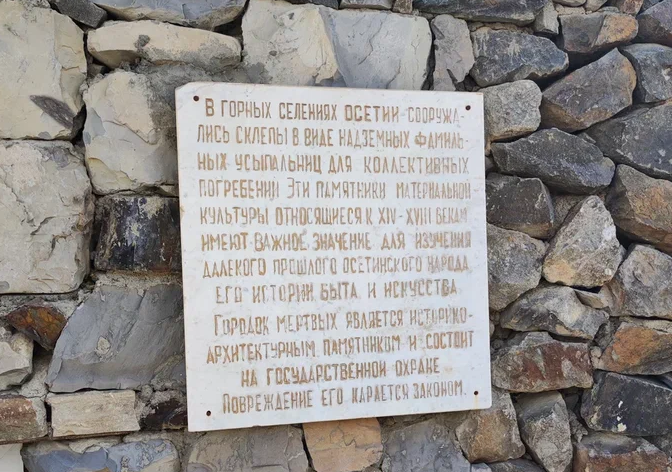 В ГОРНЫХ СЕЛЕНИЯХ ОСЕТИИ СООРУЖА-
ЛИСЬ СКЛЕПЫ В ВИДЕ НАДЗЕМНЫХ ФАМИЛЬ-
НЫХ УСЫПАЛЬНИЦ ДЛЯ КОЛЛЕКТИВНЫХ
ПОГРЕБЕНИЙ ЭТИ ПАМЯТНИКИ МАТЕРИАЛЬНОЙ
КУЛЬТУРЫ ОТНОСЯЩИЕСЯ К XIV-XVIII ВЕКАМ
ИМЕЮТ ВАЖНОЕ ЗНАЧЕНИЕ ДЛЯ ИЗУЧЕНИЯ
ДАЛЕКОГО ПРОШЛОГО ОСЕТИНСКОГО НАРОДА
ЕГО ИСТОРИИ БЫТА И ИСКУССТВА
ГОРОДОК МЕРТВЫХ ЯВЛЯЕТСЯ ИСТОРИКО-
АРХИТЕКТУРНЫМ ПАМЯТНИКОМ И СОСТОИТ
НА ГОСУДАРСТВЕННОЙ ОХРАНЕ
ПОВРЕЖДЕНИЕ ЕГО КАРАЕТСЯ ЗАКОНОМ.